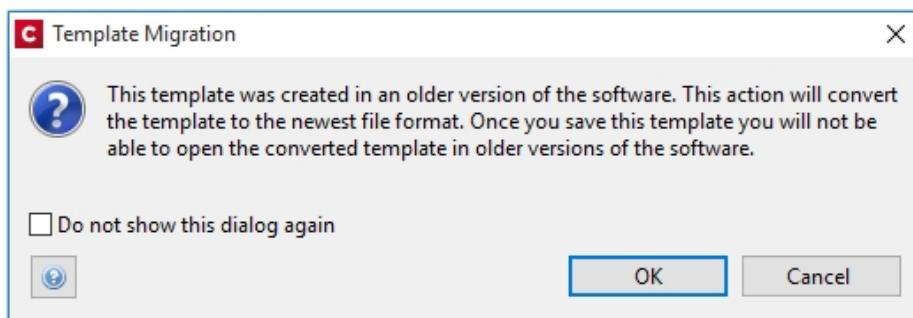 C Template Migration
This template was created in an older version of the software. This action will convert
the template to the newest file format. Once you save this template you will not be
able to open the converted template in older versions of the software.
Do not show this dialog again
OK Cancel